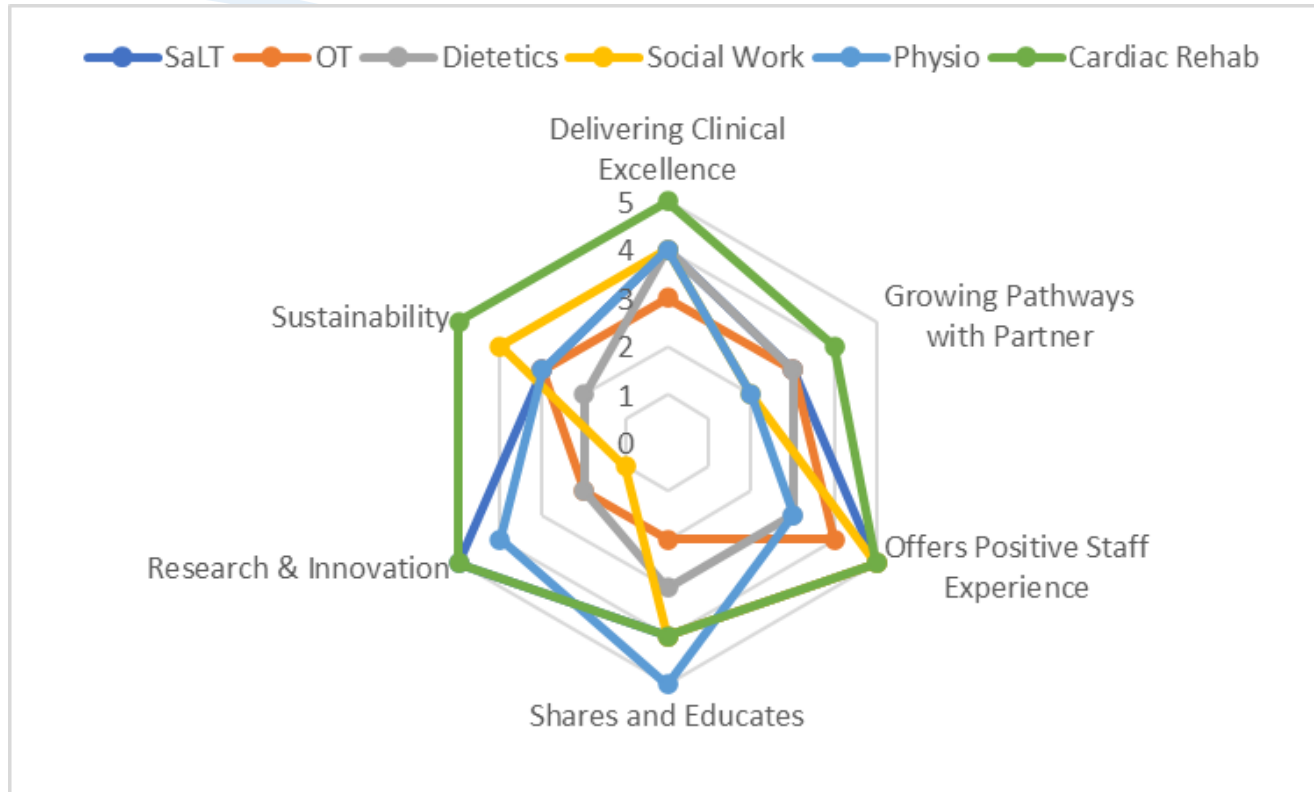 SaLT OT Dietetics Social Work Physio Cardiac Rehab
Delivering Clinical
Excellence
5
4
3
2
1
0
Growing Pathways
with Partner
Offers Positive Staff
Experience
Shares and Educates
Research & Innovation
Sustainability